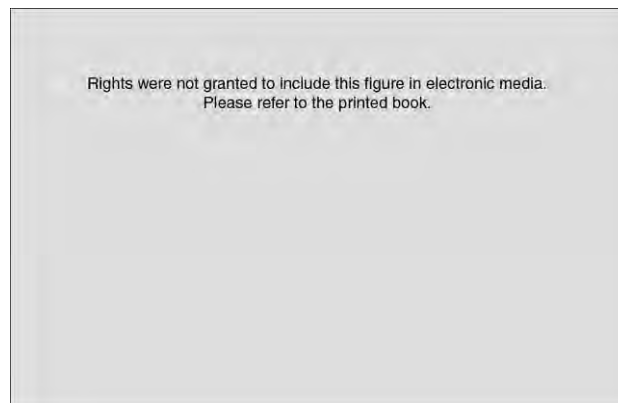 Rights were not granted to include this figure in electronic media.
Please refer to the printed book.